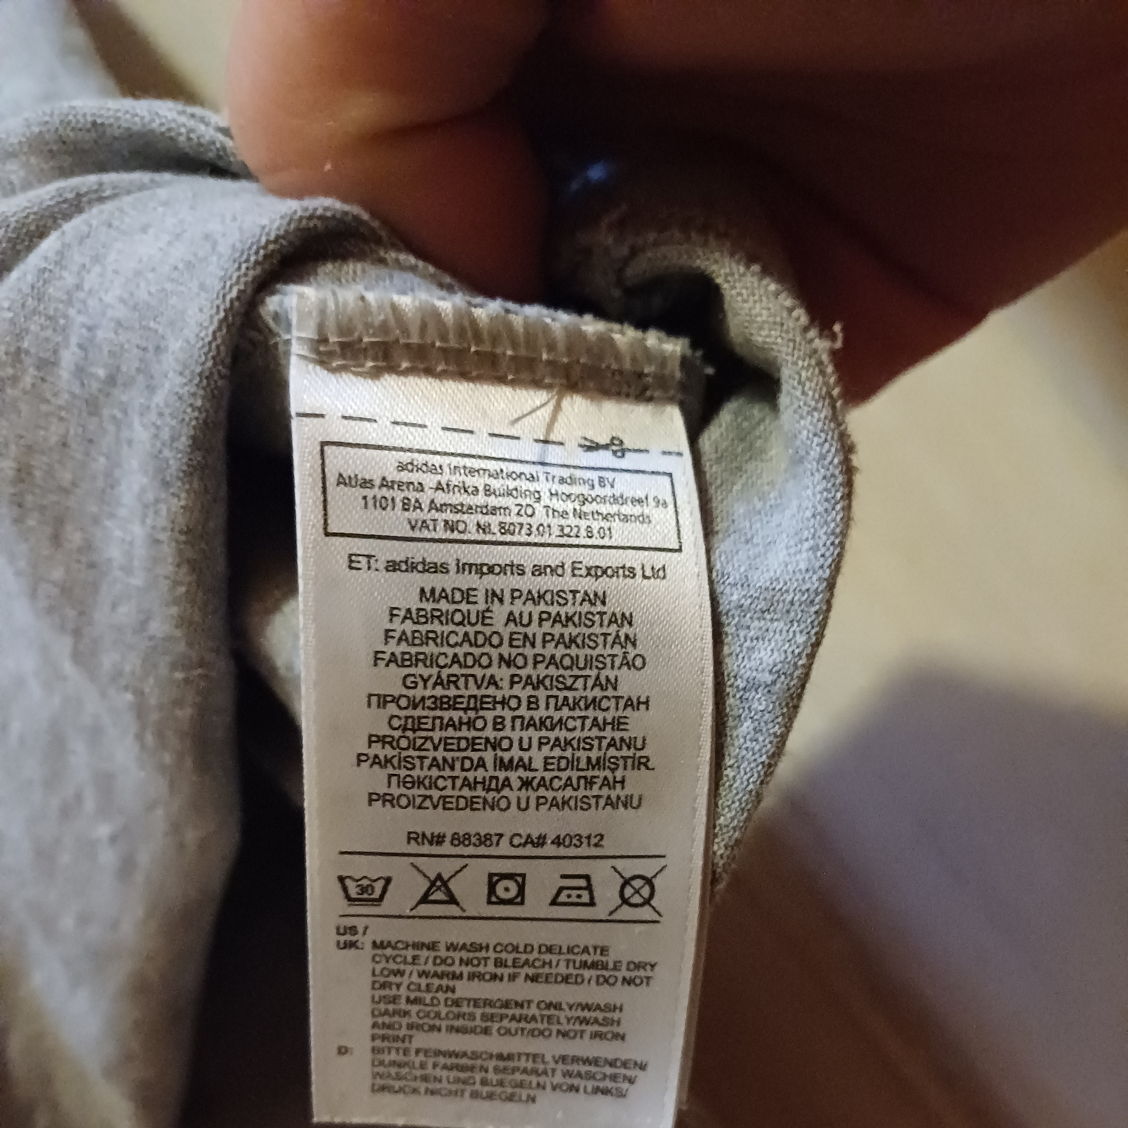 adidas International Trading BV
Atlas Arena -Afrika Building Hoogoorddreef 9a
1101 BA Amsterdam ZO The Netherlands
VAT NO. NL 8073.01.322.B.01
ET: adidas Imports and Exports Ltd
MADE IN PAKISTAN
FABRIQUÉ AU PAKISTAN
FABRICADO EN PAKISTÁN
FABRICADO NO PAQUISTÃO
GYÁRTVA: PAKISZTÁN
ПРОИЗВЕДЕНО В ПАКИСТАН
СДЕЛАНО В ПАКИСТАНЕ
PROIZVEDENO U PAKISTANU
PAKİSTAN'DA İMAL EDİLMİŞTİR.
ПӘКІСТАНДА ЖАСАЛҒАН
PROIZVEDENO U PAKISTANU
RN# 88387 CA# 40312
30
US /
UK: MACHINE WASH COLD DELICATE
CYCLE / DO NOT BLEACH / TUMBLE DRY
LOW / WARM IRON IF NEEDED / DO NOT
DRY CLEAN
USE MILD DETERGENT ONLY/WASH
DARK COLORS SEPARATELY/WASH
AND IRON INSIDE OUT/DO NOT IRON
PRINT
D: BITTE FEINWASCHMITTEL VERWENDEN/
DUNKLE FARBEN SEPARAT WASCHEN/
WASCHEN UND BUEGELN VON LINKS/
DRUCK NICHT BUEGELN